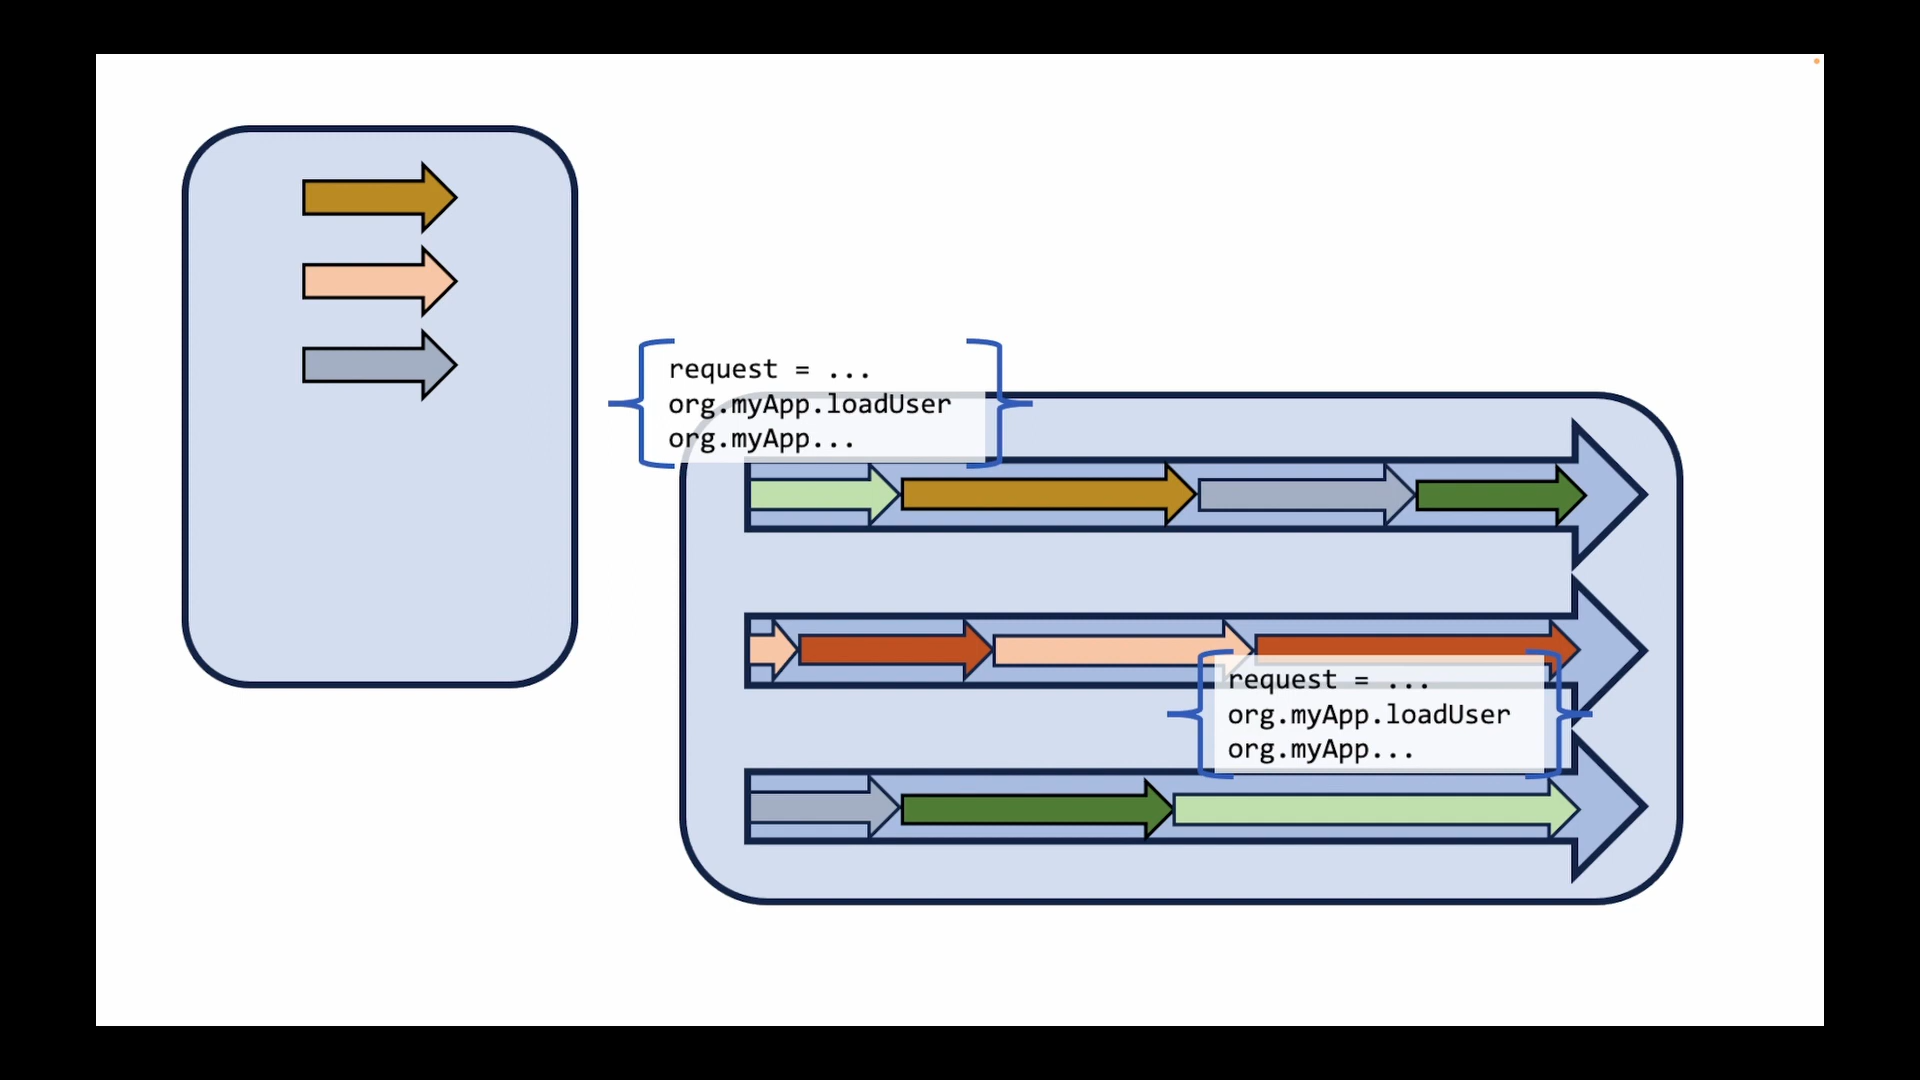 request = ...
org.myApp.loadUser
org.myApp...
request = ...
org.myApp.loadUser
org.myApp...